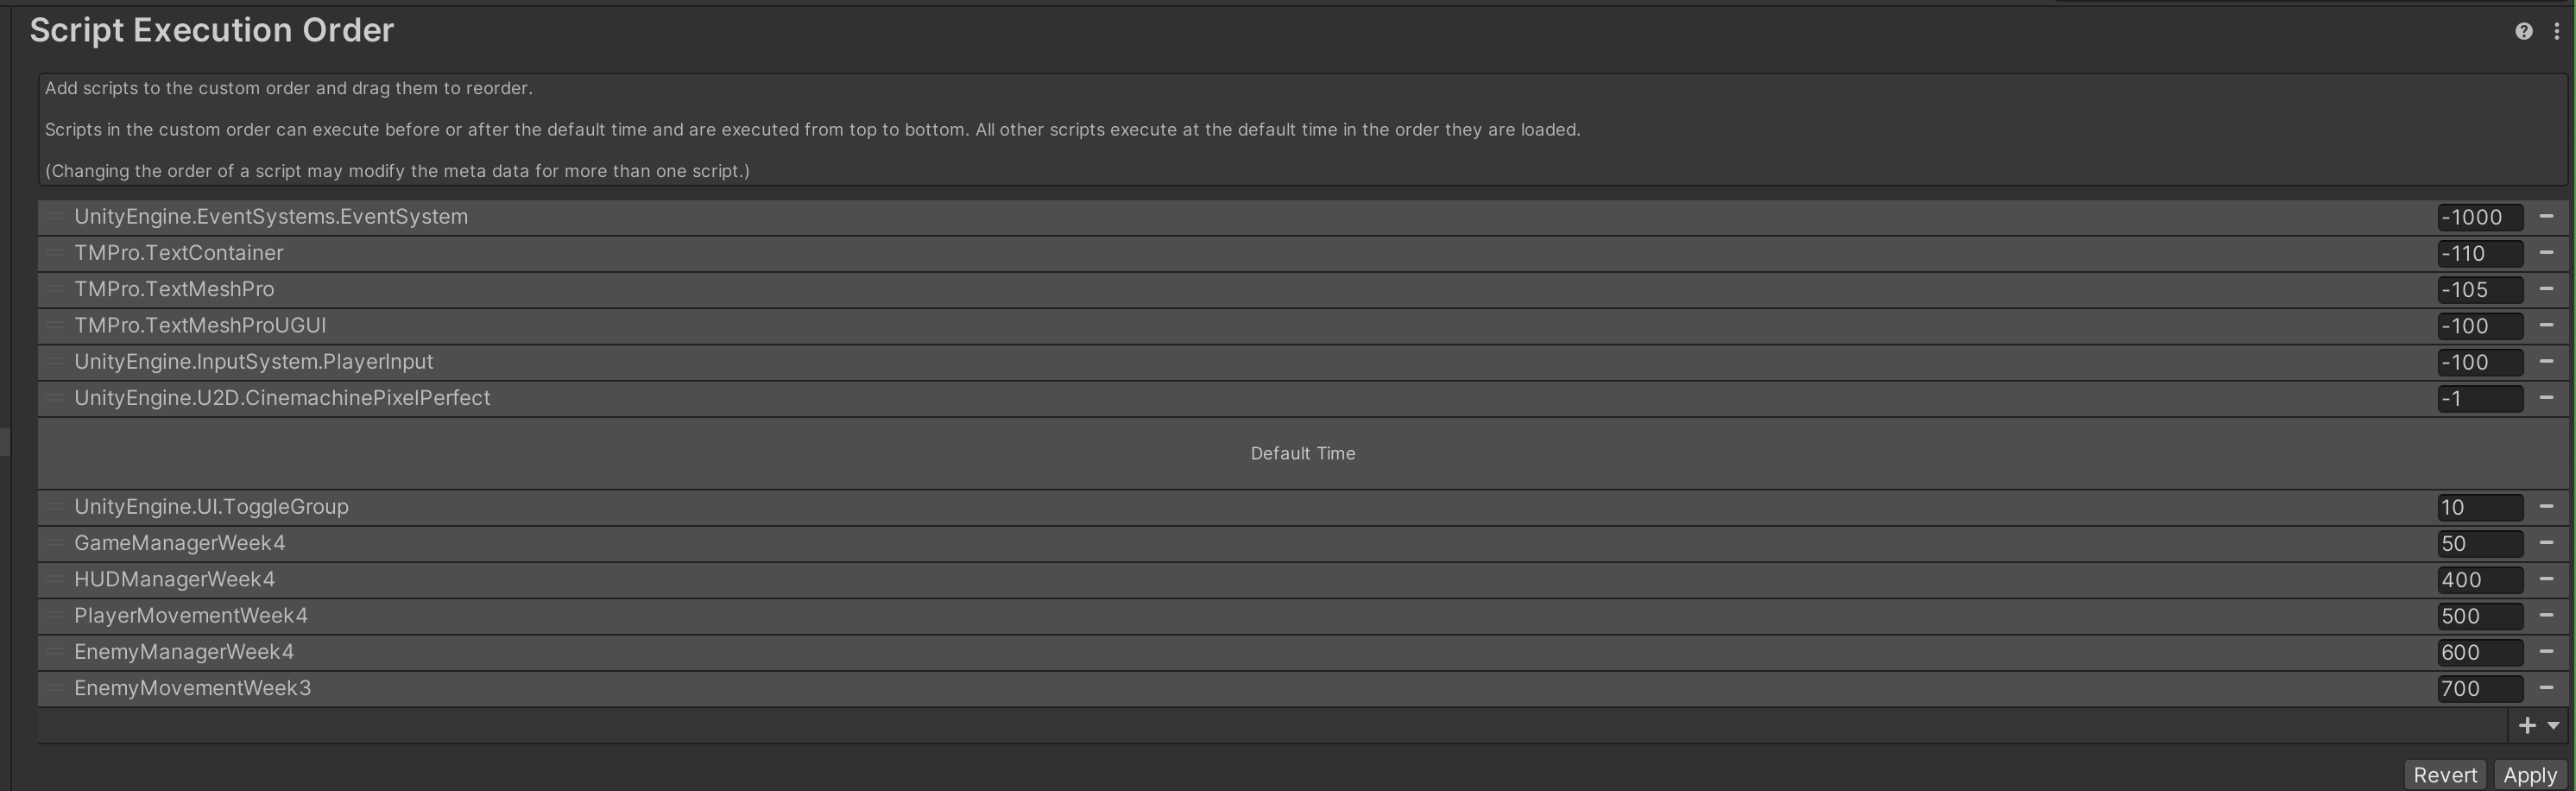 Script Execution Order
Add scripts to the custom order and drag them to reorder.
Scripts in the custom order can execute before or after the default time and are executed from top to bottom. All other scripts execute at the default time in the order they are loaded.
(Changing the order of a script may modify the meta data for more than one script.)
UnityEngine.EventSystems.EventSystem -1000
TMPro.TextContainer -110
TMPro.TextMeshPro -105
TMPro.TextMeshProUGUI -100
UnityEngine.InputSystem.PlayerInput -100
UnityEngine.U2D.CinemachinePixelPerfect -1
Default Time
UnityEngine.UI.ToggleGroup 10
GameManagerWeek4 50
HUDManagerWeek4 400
PlayerMovementWeek4 500
EnemyManagerWeek4 600
EnemyMovementWeek3 700
Revert Apply